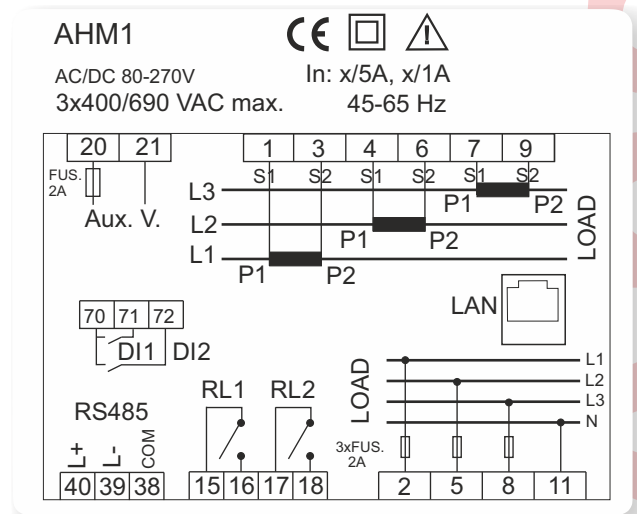 AHM1 CE
AC/DC 80-270V In: x/5A, x/1A
3x400/690 VAC max. 45-65 Hz
20 21 1 3 4 6 7 9
FUS. S1 S2 S1 S2 S1 S2
2A
L3 P1 P2
Aux. V.
L2 P1 P2
L1 P1 P2
LOAD
LAN
70 71 72
DI1 DI2
L1
L2
L3
N
LOAD
RL1 RL2
RS485
3xFUS.
2A
L+ L- COM
40 39 38 15 16 17 18 2 5 8 11